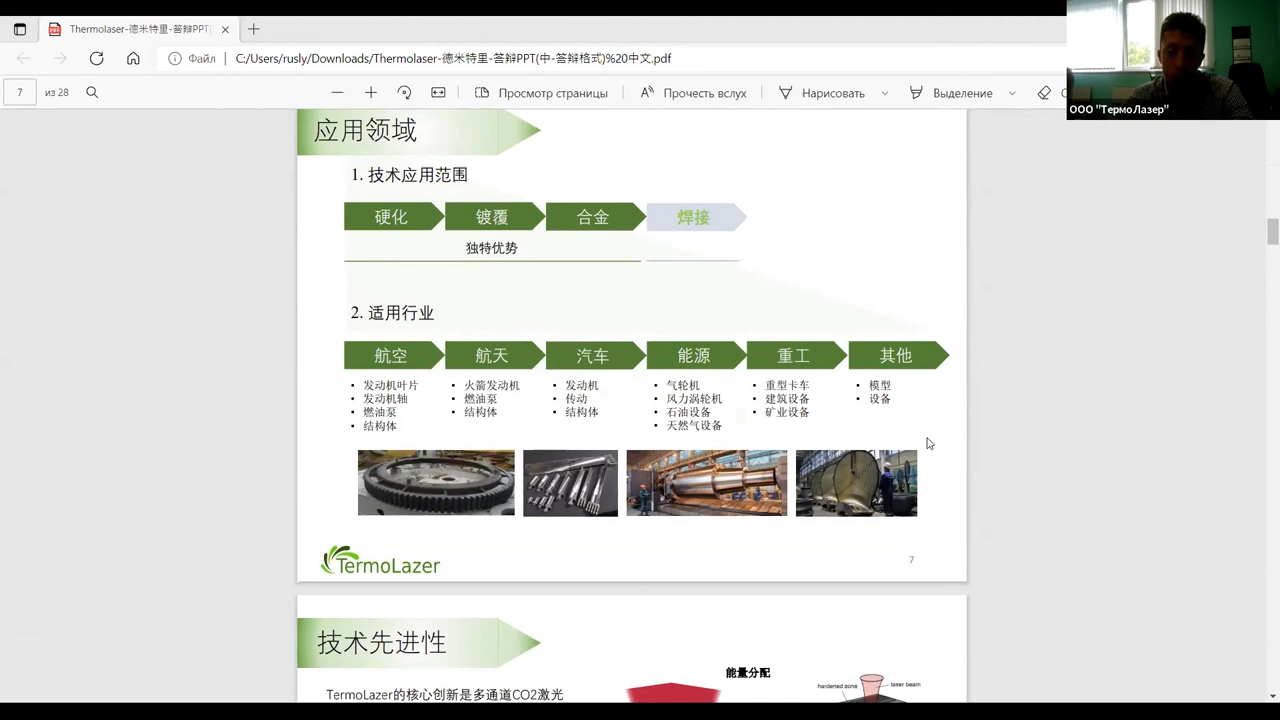 Thermolaser-德米特里-答辩PPT(
Файл
C:/Users/rusly/Downloads/Thermolaser-德米特里-答辩PPT(中-答辩格式)%20中文.pdf
7 из 28
Просмотр страницы
Прочесть вслух
Нарисовать
Выделение
ООО "ТермоЛазер"
应用领域
1. 技术应用范围
硬化 镀覆 合金 焊接
独特优势
2. 适用行业
航空 航天 汽车 能源 重工 其他
• 发动机叶片 • 火箭发动机 • 发动机 • 气轮机 • 重型卡车 • 模型
• 发动机轴 • 燃油泵 • 传动 • 风力涡轮机 • 建筑设备 • 设备
• 燃油泵 • 结构体 • 结构体 • 石油设备 • 矿业设备
• 结构体 • 天然气设备
TermoLazer
7
技术先进性
能量分配
hardened zone
laser beam
TermoLazer的核心创新是多通道CO2激光